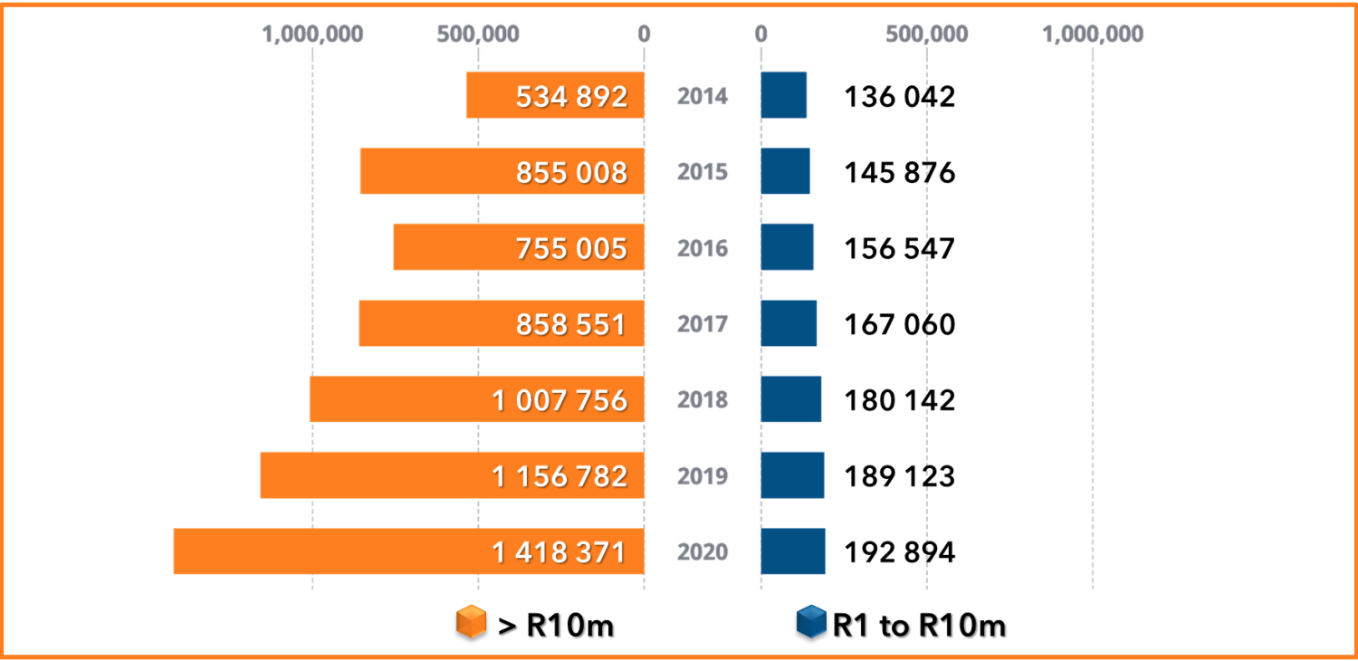 1,000,000 500,000 0 0 500,000 1,000,000
534 892 2014 136 042
855 008 2015 145 876
755 005 2016 156 547
858 551 2017 167 060
1 007 756 2018 180 142
1 156 782 2019 189 123
1 418 371 2020 192 894
> R10m R1 to R10m